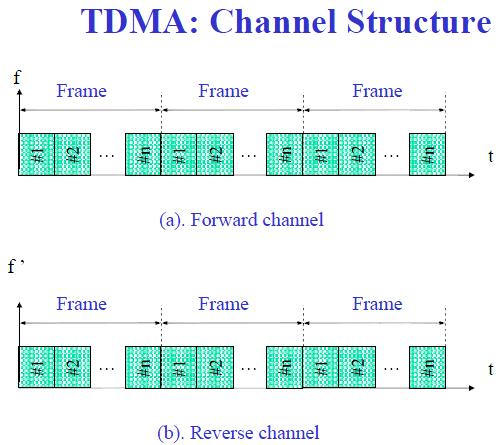 TDMA: Channel Structure
f
Frame Frame Frame
#1 #2 ... #n #1 #2 ... #n #1 #2 ... #n
t
(a). Forward channel
f '
Frame Frame Frame
#1 #2 ... #n #1 #2 ... #n #1 #2 ... #n
t
(b). Reverse channel